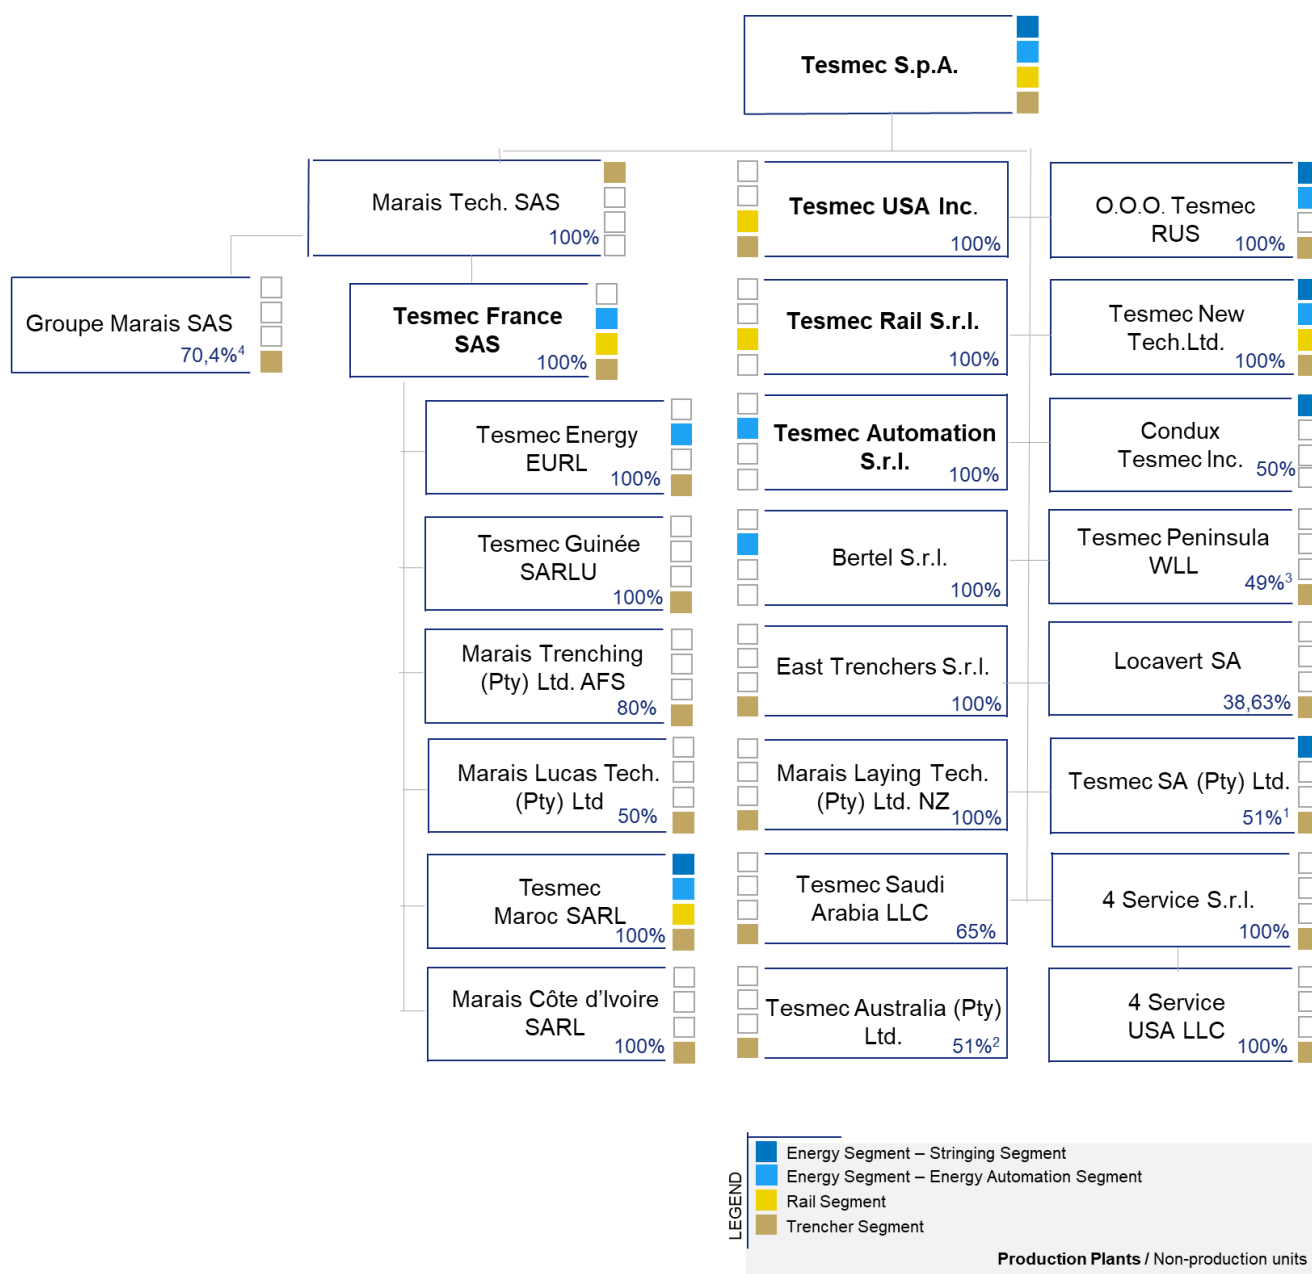 Tesmec S.p.A.
Marais Tech. SAS
100%
Groupe Marais SAS
70,4%4
Tesmec France
SAS
100%
Tesmec Energy
EURL
100%
Tesmec Guinée
SARLU
100%
Marais Trenching
(Pty) Ltd. AFS
80%
Marais Lucas Tech.
(Pty) Ltd
50%
Tesmec
Maroc SARL
100%
Marais Côte d'Ivoire
SARL
100%
Tesmec USA Inc.
100%
Tesmec Rail S.r.l.
100%
Tesmec Automation
S.r.l.
100%
Bertel S.r.l.
100%
East Trenchers S.r.l.
100%
Marais Laying Tech.
(Pty) Ltd. NZ
100%
Tesmec Saudi
Arabia LLC
65%
Tesmec Australia (Pty)
Ltd.
51%2
O.O.O. Tesmec
RUS
100%
Tesmec New
Tech.Ltd.
100%
Condux
Tesmec Inc.
50%
Tesmec Peninsula
WLL
49%3
Locavert SA
38,63%
Tesmec SA (Pty) Ltd.
51%1
4 Service S.r.l.
100%
4 Service
USA LLC
100%
LEGEND
Energy Segment – Stringing Segment
Energy Segment – Energy Automation Segment
Rail Segment
Trencher Segment
Production Plants / Non-production units